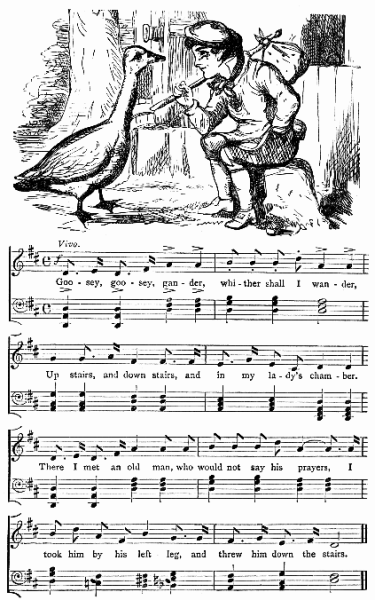 Vivo.
Goo - sey, goo - sey, gan - der, whi - ther shall I wan - der,
Up stairs, and down stairs, and in my la - dy's cham - ber.
There I met an old man, who would not say his prayers, I
took him by his left leg, and threw him down the stairs.